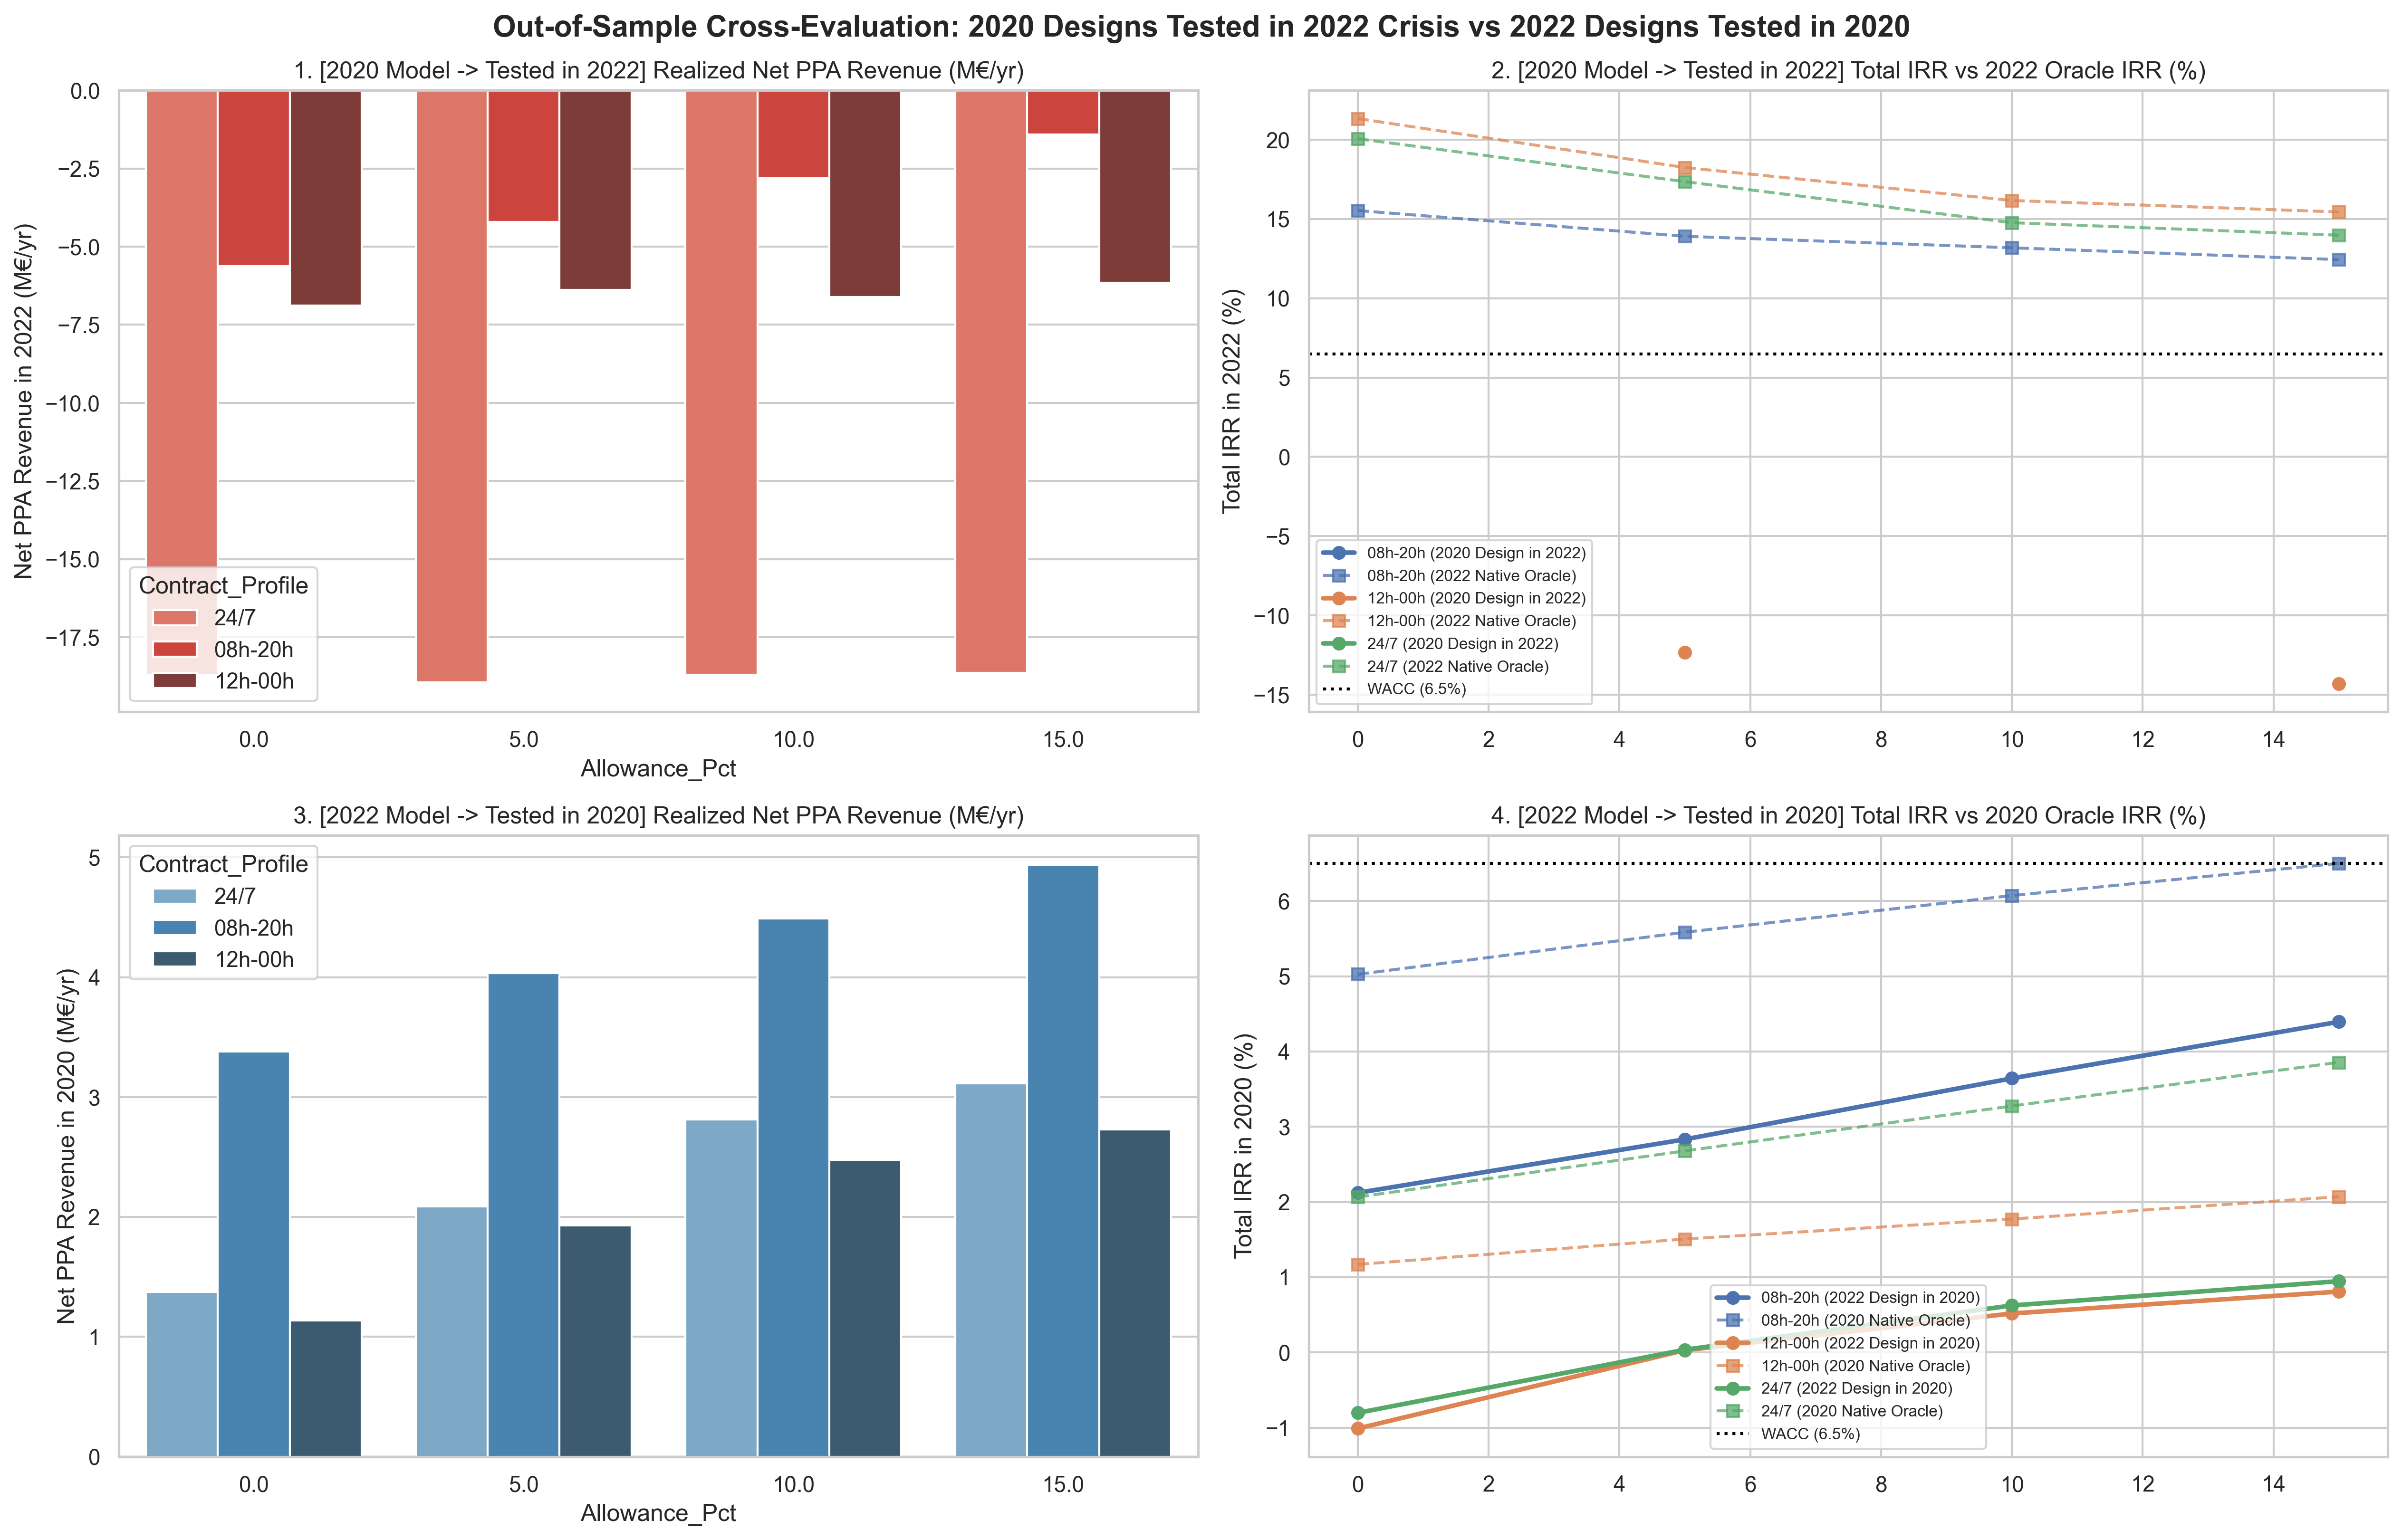 Out-of-Sample Cross-Evaluation: 2020 Designs Tested in 2022 Crisis vs 2022 Designs Tested in 2020
1. [2020 Model -> Tested in 2022] Realized Net PPA Revenue (M€/yr)
Net PPA Revenue in 2022 (M€/yr)
0.0
−2.5
−5.0
−7.5
−10.0
−12.5
−15.0
−17.5
Contract_Profile
24/7
08h-20h
12h-00h
0.0 5.0 10.0 15.0
Allowance_Pct
2. [2020 Model -> Tested in 2022] Total IRR vs 2022 Oracle IRR (%)
Total IRR in 2022 (%)
20
15
10
5
0
−5
−10
−15
08h-20h (2020 Design in 2022)
08h-20h (2022 Native Oracle)
12h-00h (2020 Design in 2022)
12h-00h (2022 Native Oracle)
24/7 (2020 Design in 2022)
24/7 (2022 Native Oracle)
WACC (6.5%)
0 2 4 6 8 10 12 14
3. [2022 Model -> Tested in 2020] Realized Net PPA Revenue (M€/yr)
Net PPA Revenue in 2020 (M€/yr)
5
4
3
2
1
0
Contract_Profile
24/7
08h-20h
12h-00h
0.0 5.0 10.0 15.0
Allowance_Pct
4. [2022 Model -> Tested in 2020] Total IRR vs 2020 Oracle IRR (%)
Total IRR in 2020 (%)
6
5
4
3
2
1
0
−1
08h-20h (2022 Design in 2020)
08h-20h (2020 Native Oracle)
12h-00h (2022 Design in 2020)
12h-00h (2020 Native Oracle)
24/7 (2022 Design in 2020)
24/7 (2020 Native Oracle)
WACC (6.5%)
0 2 4 6 8 10 12 14